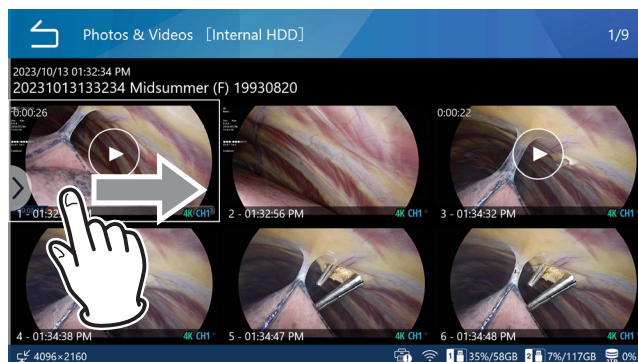 Photos & Videos [Internal HDD] 1/9
2023/10/13 01:32:34 PM
20231013133234 Midsummer (F) 19930820
0:00:26
0:00:22
1 - 01:32
4K CH1
2 - 01:32:56 PM
4K CH1
3 - 01:34:32 PM
4K CH1
4 - 01:34:38 PM
4K CH1
5 - 01:34:47 PM
4K CH1
6 - 01:34:48 PM
4K CH1
4096×2160
1 35%/58GB 2 7%/117GB 0%